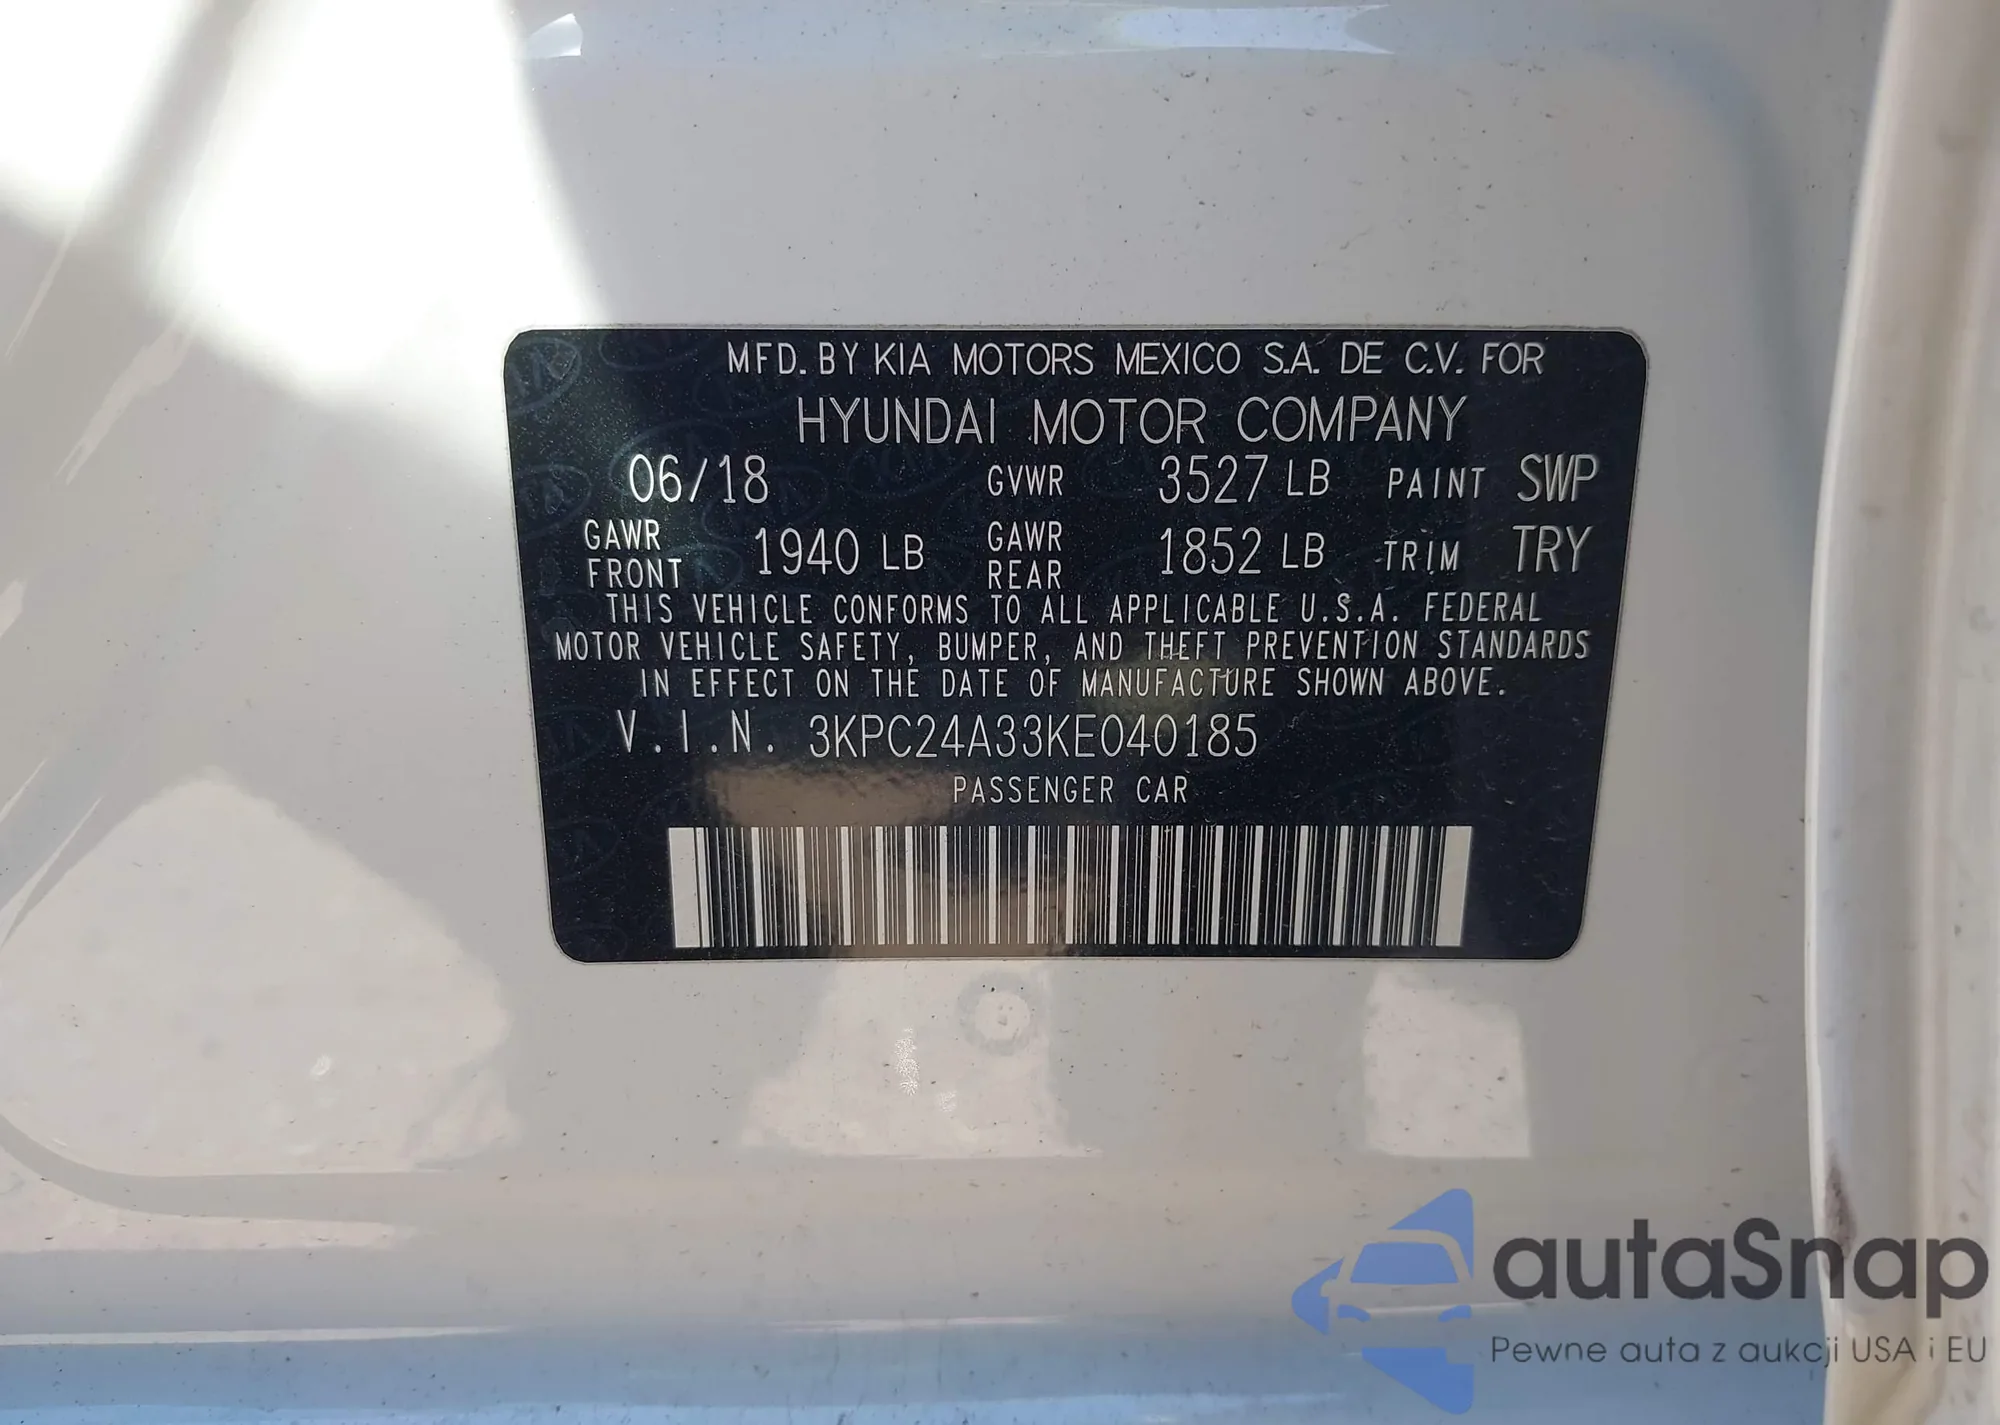 MFD. BY KIA MOTORS MEXICO S.A. DE C.V. FOR
HYUNDAI MOTOR COMPANY
06/18 GVWR 3527 LB PAINT SWP
GAWR FRONT 1940 LB GAWR REAR 1852 LB TRIM TRY
THIS VEHICLE CONFORMS TO ALL APPLICABLE U.S.A. FEDERAL
MOTOR VEHICLE SAFETY, BUMPER, AND THEFT PREVENTION STANDARDS
IN EFFECT ON THE DATE OF MANUFACTURE SHOWN ABOVE.
V.I.N. 3KPC24A33KE040185
PASSENGER CAR
autaSnap
Pewne auta z aukcji USA i EU